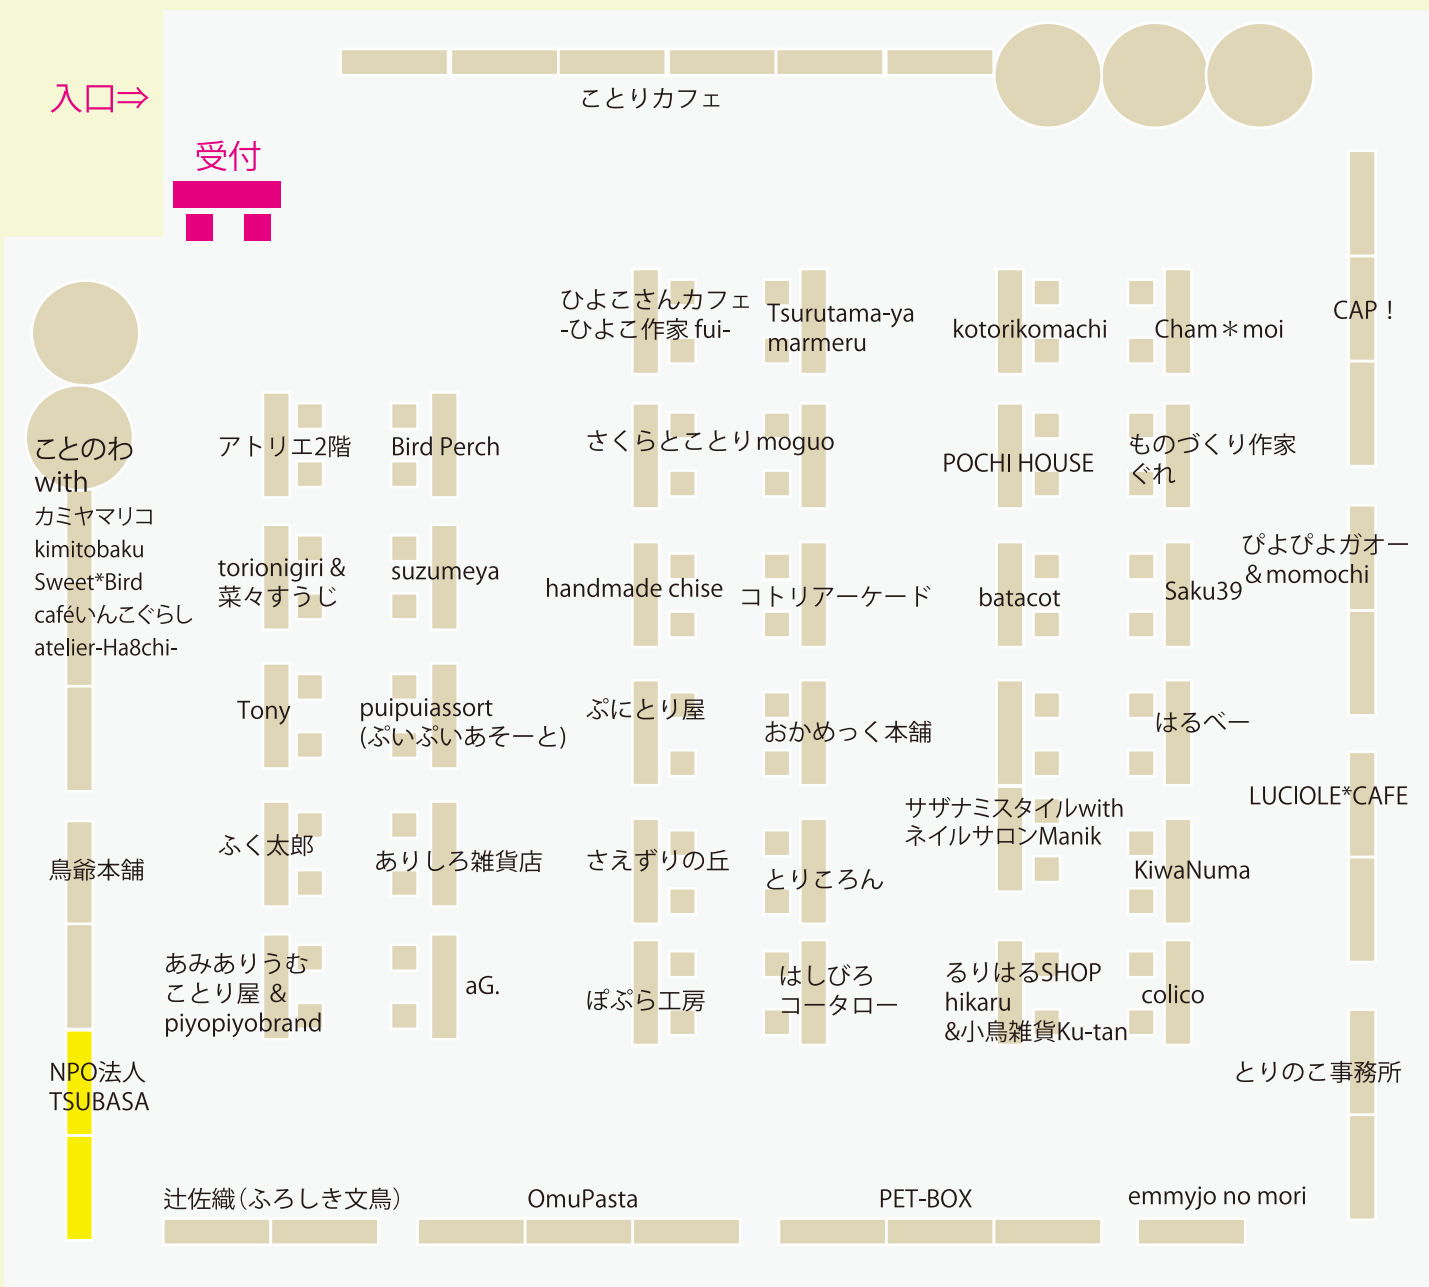 入口⇒
ことりカフェ
受付
ひよこさんカフェ
-ひよこ作家 fui-
Tsurutama-ya
marmeru
kotorikomachi
Cham＊moi
CAP！
ことのわ
with
カミヤマリコ
kimitobaku
Sweet*Bird
caféいんこぐらし
atelier-Ha8chi-
アトリエ2階
Bird Perch
さくらとことり
moguo
POCHI HOUSE
ものづくり作家
ぐれ
torionigiri &
菜々すうじ
suzumeya
handmade chise
コトリアーケード
batacot
Saku39
ぴよぴよガオー
＆momochi
Tony
puipuiassort
(ぷいぷいあそーと)
ぷにとり屋
おかめっく本舗
はるべー
サザナミスタイルwith
ネイルサロンManik
LUCIOLE*CAFE
鳥爺本舗
ふく太郎
ありしろ雑貨店
さえずりの丘
とりころん
KiwaNuma
あみありうむ
ことり屋 ＆
piyopiyobrand
aG.
ぽぷら工房
はしびろ
コータロー
るりはるSHOP
hikaru
&小鳥雑貨Ku-tan
colico
NPO法人
TSUBASA
とりのこ事務所
辻佐織（ふろしき文鳥）
OmuPasta
PET-BOX
emmyjo no mori